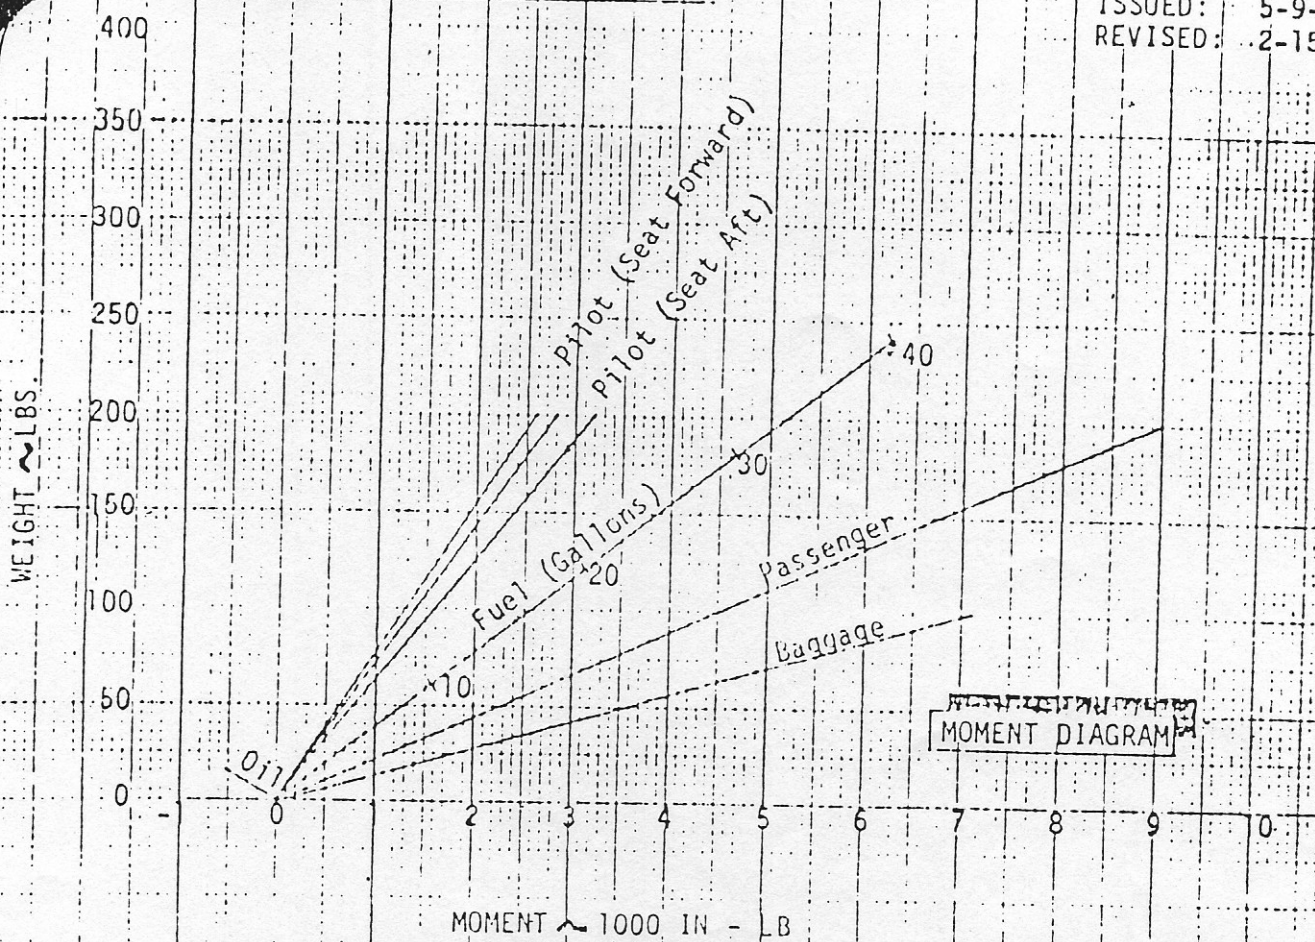 ISSUED: 5-9-
REVISED: 2-15
400
350
300
250
200
150
100
50
0
WEIGHT ~ LBS.
Pilot (Seat Forward)
Pilot (Seat Aft)
Fuel (Gallons)
10
20
30
40
Passenger
Baggage
Oil
MOMENT DIAGRAM
- 0 2 3 4 5 6 7 8 9 0
MOMENT ~ 1000 IN - LB